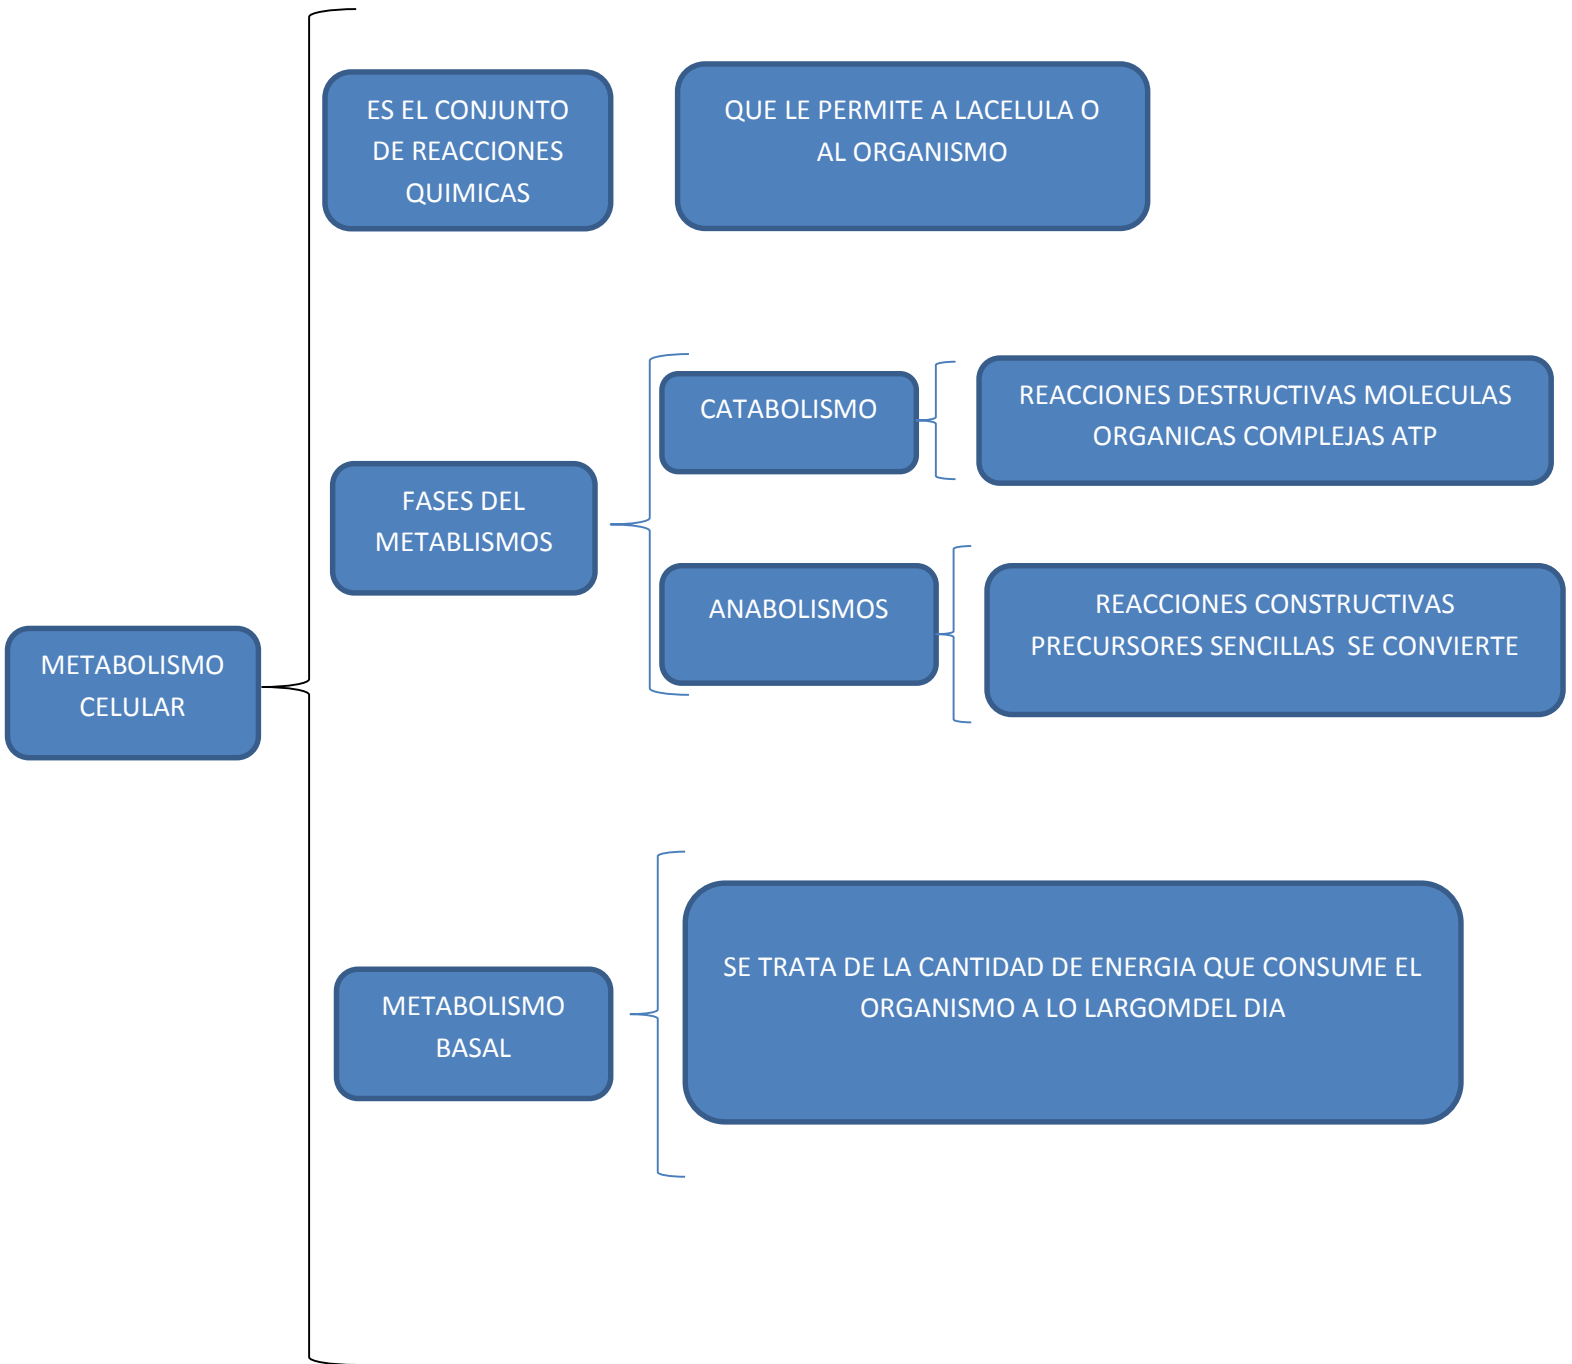 ES EL CONJUNTO
DE REACCIONES
QUIMICAS
QUE LE PERMITE A LACELULA O
AL ORGANISMO
CATABOLISMO
REACCIONES DESTRUCTIVAS MOLECULAS
ORGANICAS COMPLEJAS ATP
FASES DEL
METABLISMOS
ANABOLISMOS
REACCIONES CONSTRUCTIVAS
PRECURSORES SENCILLAS  SE CONVIERTE
METABOLISMO
CELULAR
METABOLISMO
BASAL
SE TRATA DE LA CANTIDAD DE ENERGIA QUE CONSUME EL
ORGANISMO A LO LARGOMDEL DIA